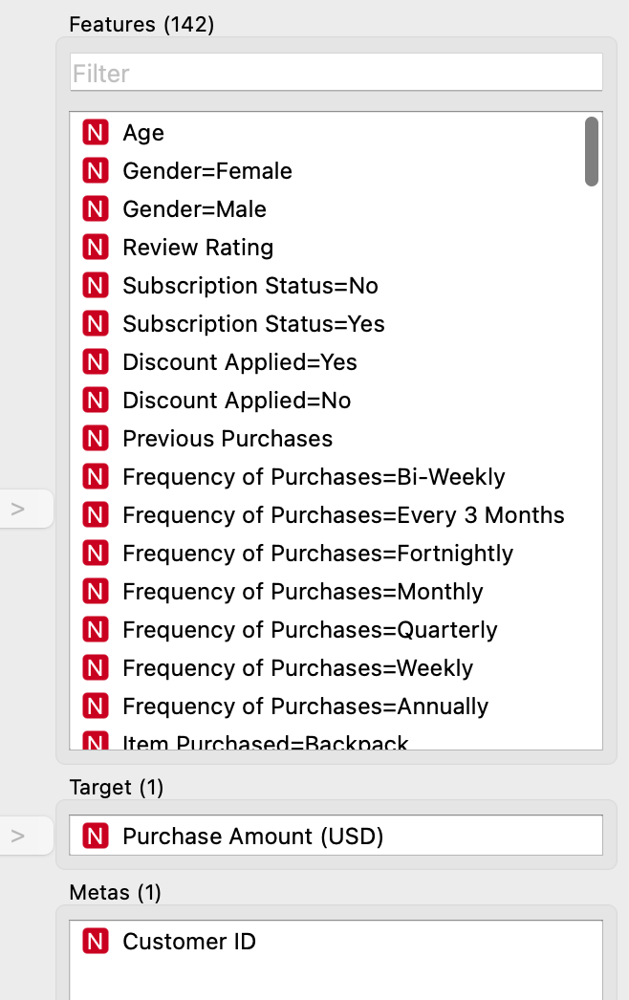 Features (142)
Filter
N Age
N Gender=Female
N Gender=Male
N Review Rating
N Subscription Status=No
N Subscription Status=Yes
N Discount Applied=Yes
N Discount Applied=No
N Previous Purchases
N Frequency of Purchases=Bi-Weekly
> N Frequency of Purchases=Every 3 Months
N Frequency of Purchases=Fortnightly
N Frequency of Purchases=Monthly
N Frequency of Purchases=Quarterly
N Frequency of Purchases=Weekly
N Frequency of Purchases=Annually
N Item Purchased=Backpack
Target (1)
> N Purchase Amount (USD)
Metas (1)
N Customer ID